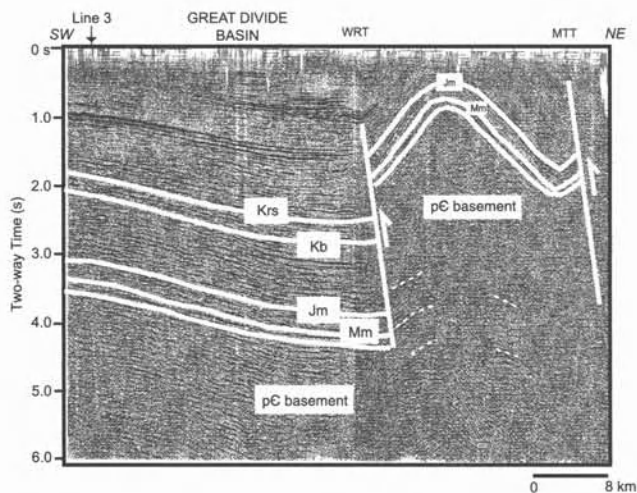 Line 3
GREAT DIVIDE
BASIN
WRT
MTT
SW
NE
0 s
1.0
2.0
3.0
4.0
5.0
6.0
Two-way Time (s)
Jm
Mm
Krs
Kb
Jm
Mm
pЄ basement
pЄ basement
0 8 km